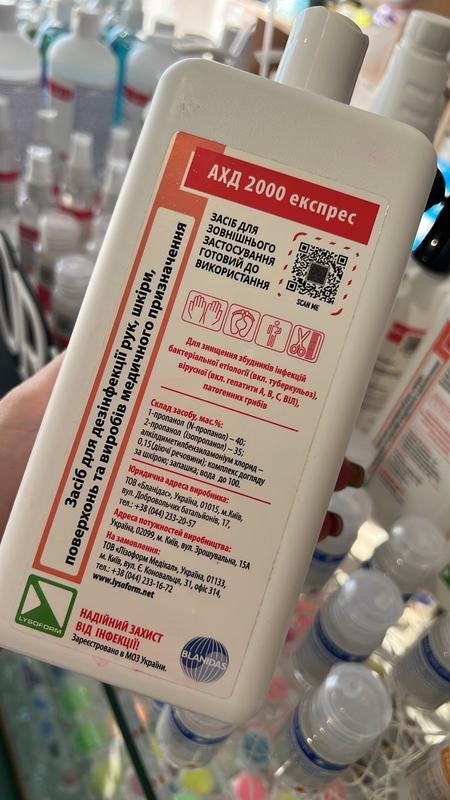 АХД 2000 експрес
ЗАСІБ ДЛЯ
ЗОВНІШНЬОГО
ЗАСТОСУВАННЯ
ГОТОВИЙ ДО
ВИКОРИСТАННЯ
SCAN ME
Засіб для дезінфекції рук, шкіри,
поверхонь та виробів медичного призначення
Для знищення збудників інфекцій
бактеріальної етіології (вкл. туберкульоз),
вірусної (вкл. гепатити А, В, С, ВІЛ),
патогенних грибів
Склад засобу, мас.%:
1-пропанол (N-пропанол) – 40;
2-пропанол (ізопропанол) – 35;
алкілдиметилбензиламоніум хлорид –
0,15 (діючі речовини); комплекс догляду
за шкірою; запашка; вода до 100.
Юридична адреса виробника:
ТОВ «Бланідас», Україна, 01015, м.Київ,
вул. Добровольчих батальйонів, 17,
тел.: +38 (044) 233-20-57
Адреса потужностей виробництва:
Україна, 02099, м. Київ, вул. Зрошувальна, 15А
На замовлення:
ТОВ «Лізоформ Медікал», Україна, 01133,
м. Київ, вул. Є. Коновальця, 31, офіс 314,
тел.: +38 (044) 233-16-72
www.lysoform.net
LYSOFORM
НАДІЙНИЙ ЗАХИСТ
ВІД ІНФЕКЦІЇ!
Зареєстровано в МОЗ України.
BLANIDAS